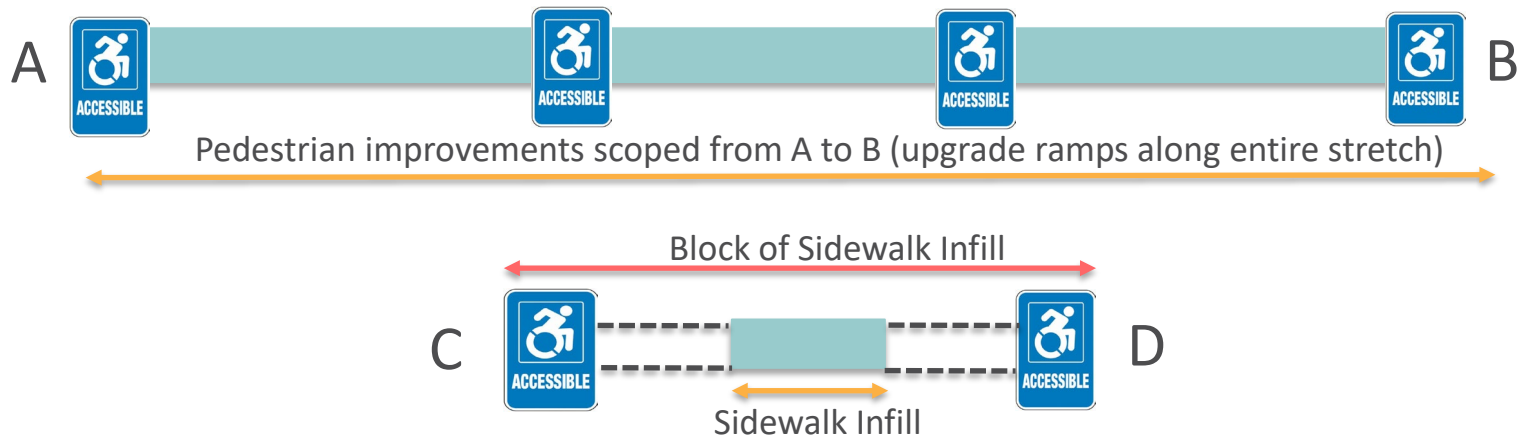 A
ACCESSIBLE
ACCESSIBLE
ACCESSIBLE
ACCESSIBLE
B
Pedestrian improvements scoped from A to B (upgrade ramps along entire stretch)
Block of Sidewalk Infill
C
ACCESSIBLE
ACCESSIBLE
D
Sidewalk Infill